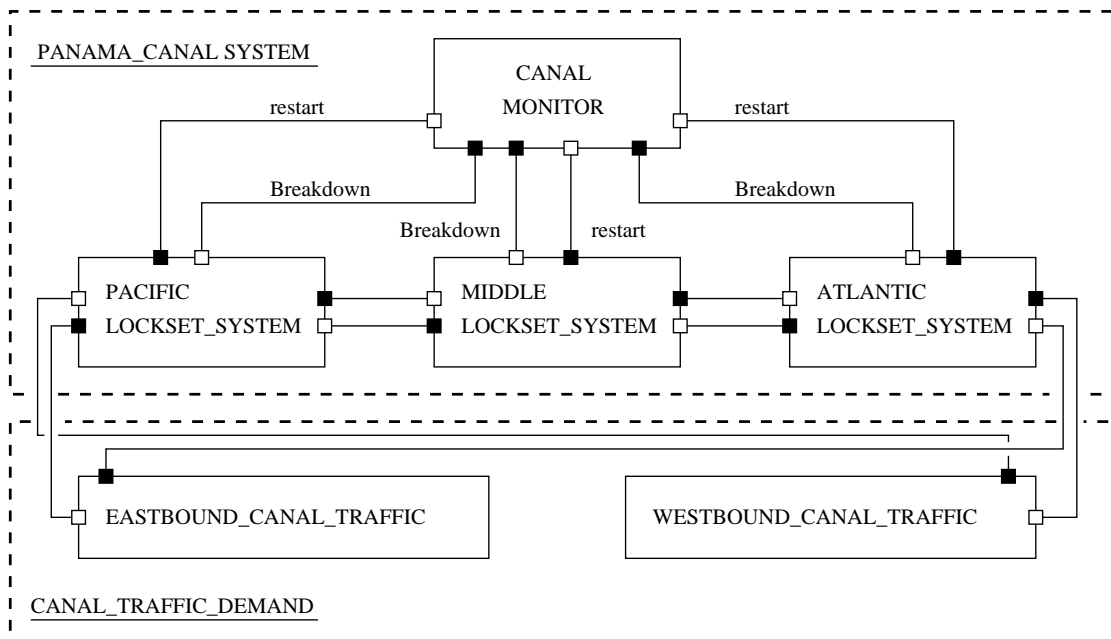 PANAMA_CANAL SYSTEM
CANAL
MONITOR
restart
restart
Breakdown
Breakdown
Breakdown
restart
PACIFIC
LOCKSET_SYSTEM
MIDDLE
LOCKSET_SYSTEM
ATLANTIC
LOCKSET_SYSTEM
EASTBOUND_CANAL_TRAFFIC
WESTBOUND_CANAL_TRAFFIC
CANAL_TRAFFIC_DEMAND